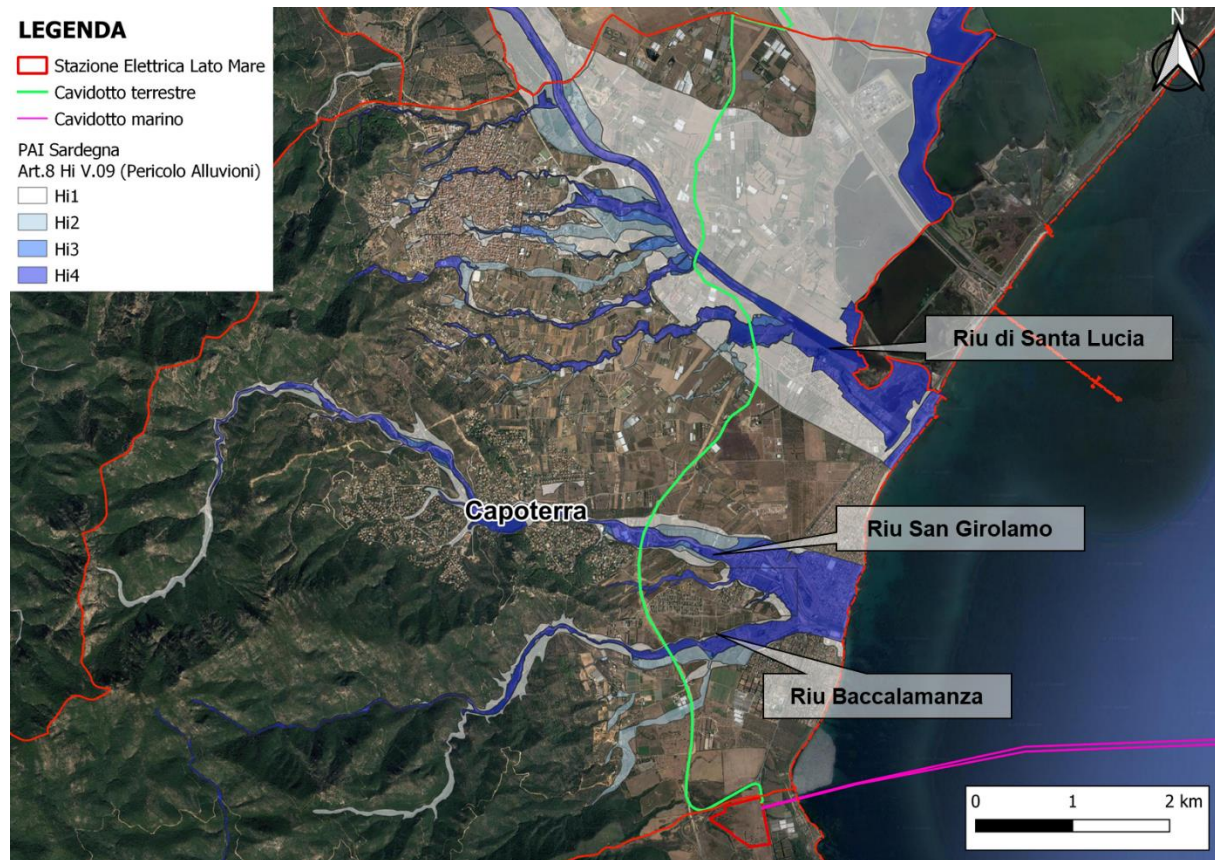 LEGENDA
Stazione Elettrica Lato Mare
Cavidotto terrestre
Cavidotto marino
PAI Sardegna
Art.8 Hi V.09 (Pericolo Alluvioni)
Hi1
Hi2
Hi3
Hi4
N
Riu di Santa Lucia
Capoterra
Riu San Girolamo
Riu Baccalamanza
0 1 2 km